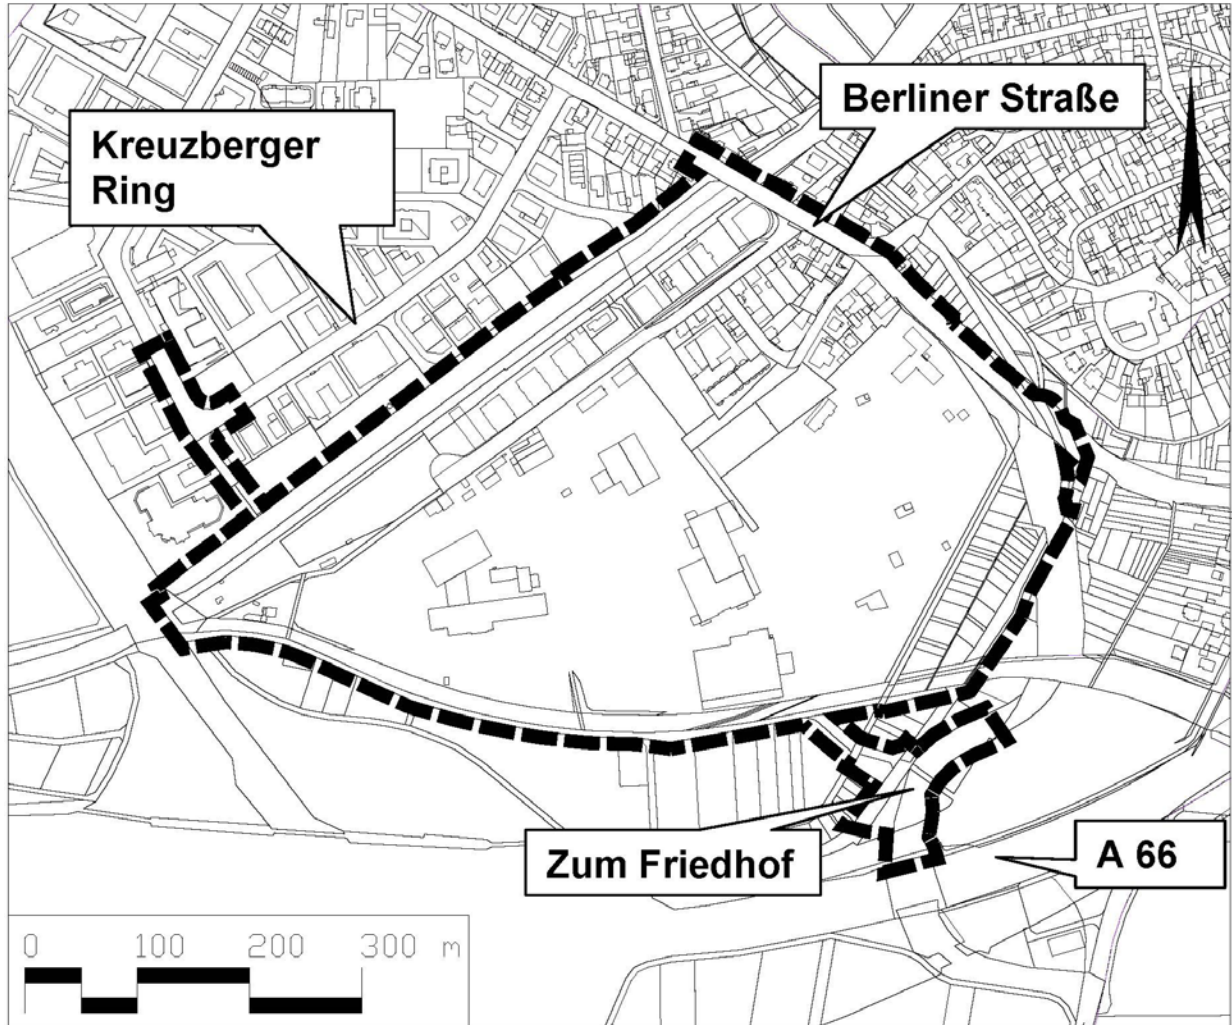 Berliner Straße
Kreuzberger
Ring
Zum Friedhof
A 66
0 100 200 300 m